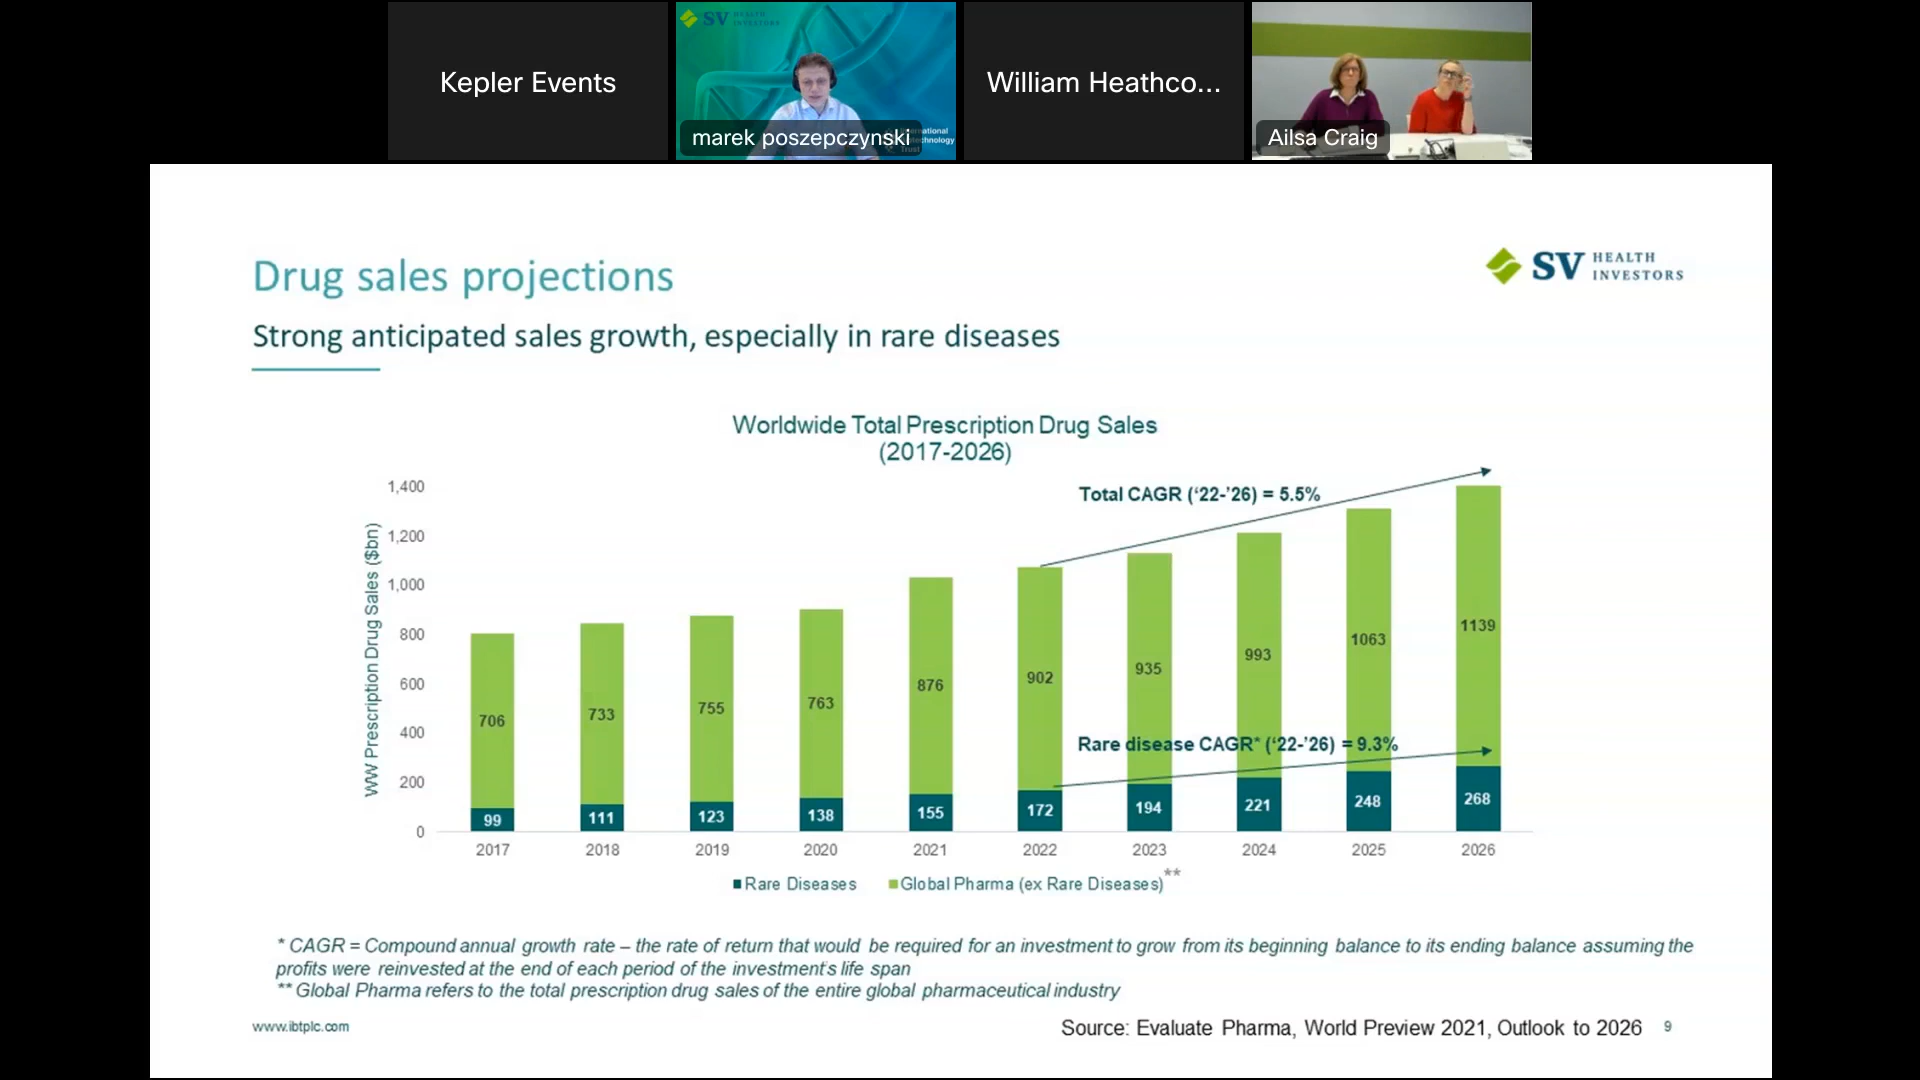 SV HEALTH
INVESTORS
Kepler Events
marek poszepczynski
William Heathco...
Ailsa Craig
Drug sales projections
SV HEALTH
INVESTORS
Strong anticipated sales growth, especially in rare diseases
Worldwide Total Prescription Drug Sales
(2017-2026)
WW Prescription Drug Sales ($bn)
1,400
1,200
1,000
800
600
400
200
0
Total CAGR (‘22-’26) = 5.5%
Rare disease CAGR* (‘22-’26) = 9.3%
706
733
755
763
876
902
935
993
1063
1139
99
111
123
138
155
172
194
221
248
268
2017
2018
2019
2020
2021
2022
2023
2024
2025
2026
Rare Diseases
Global Pharma (ex Rare Diseases)**
* CAGR = Compound annual growth rate – the rate of return that would be required for an investment to grow from its beginning balance to its ending balance assuming the
profits were reinvested at the end of each period of the investment's life span
** Global Pharma refers to the total prescription drug sales of the entire global pharmaceutical industry
www.ibtplc.com
Source: Evaluate Pharma, World Preview 2021, Outlook to 2026
9